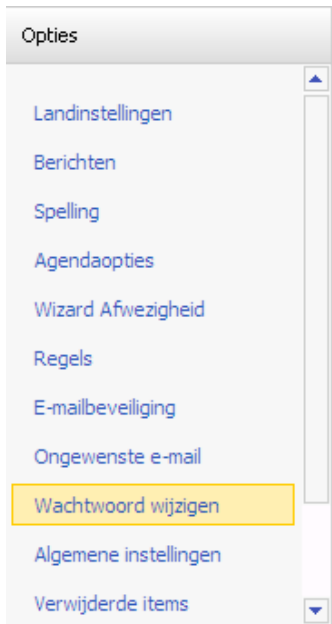 Opties
Landinstellingen
Berichten
Spelling
Agendaopties
Wizard Afwezigheid
Regels
E-mailbeveiliging
Ongewenste e-mail
Wachtwoord wijzigen
Algemene instellingen
Verwijderde items